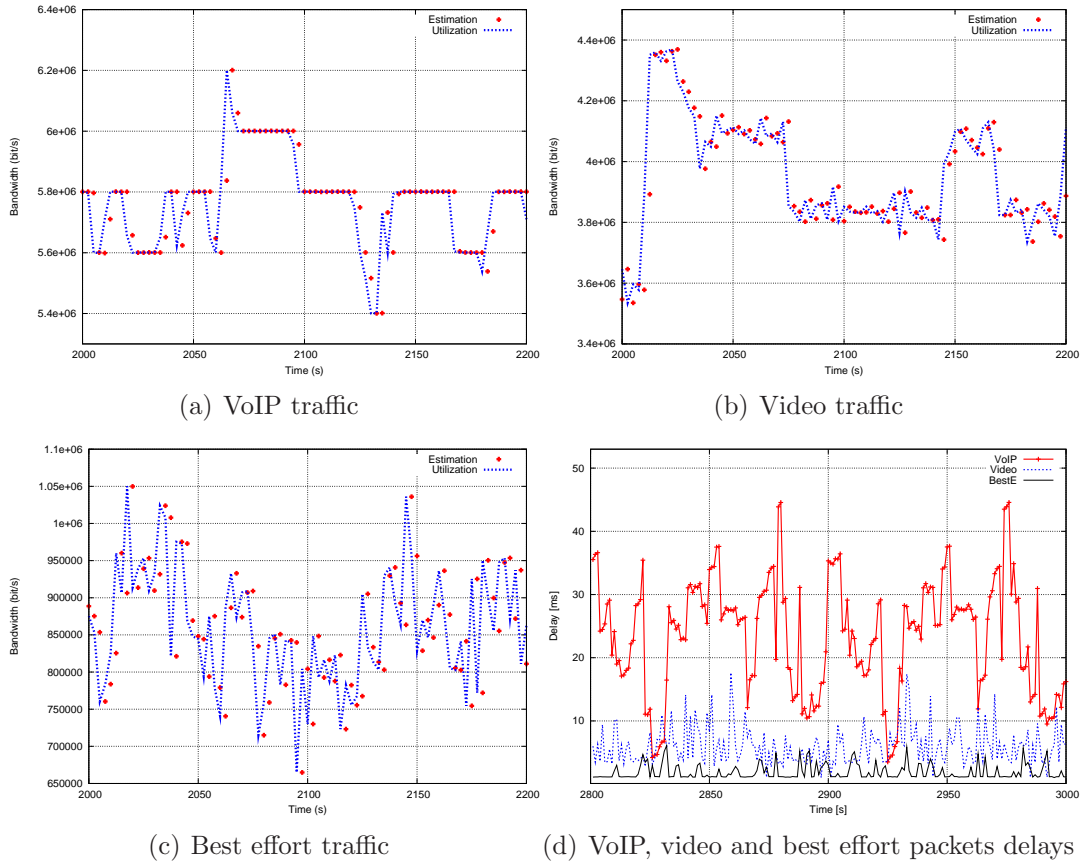 6.4e+06
6.2e+06
6e+06
5.8e+06
5.6e+06
5.4e+06
Bandwidth (bit/s)
Estimation
Utilization
2000 2050 2100 2150 2200
Time (s)
(a) VoIP traffic
4.4e+06
4.2e+06
4e+06
3.8e+06
3.6e+06
3.4e+06
Bandwidth (bit/s)
Estimation
Utilization
2000 2050 2100 2150 2200
Time (s)
(b) Video traffic
1.1e+06
1.05e+06
1e+06
950000
900000
850000
800000
750000
700000
650000
Bandwidth (bit/s)
Estimation
Utilization
2000 2050 2100 2150 2200
Time (s)
(c) Best effort traffic
50
40
30
20
10
Delay [ms]
VoIP
Video
BestE
2800 2850 2900 2950 3000
Time [s]
(d) VoIP, video and best effort packets delays